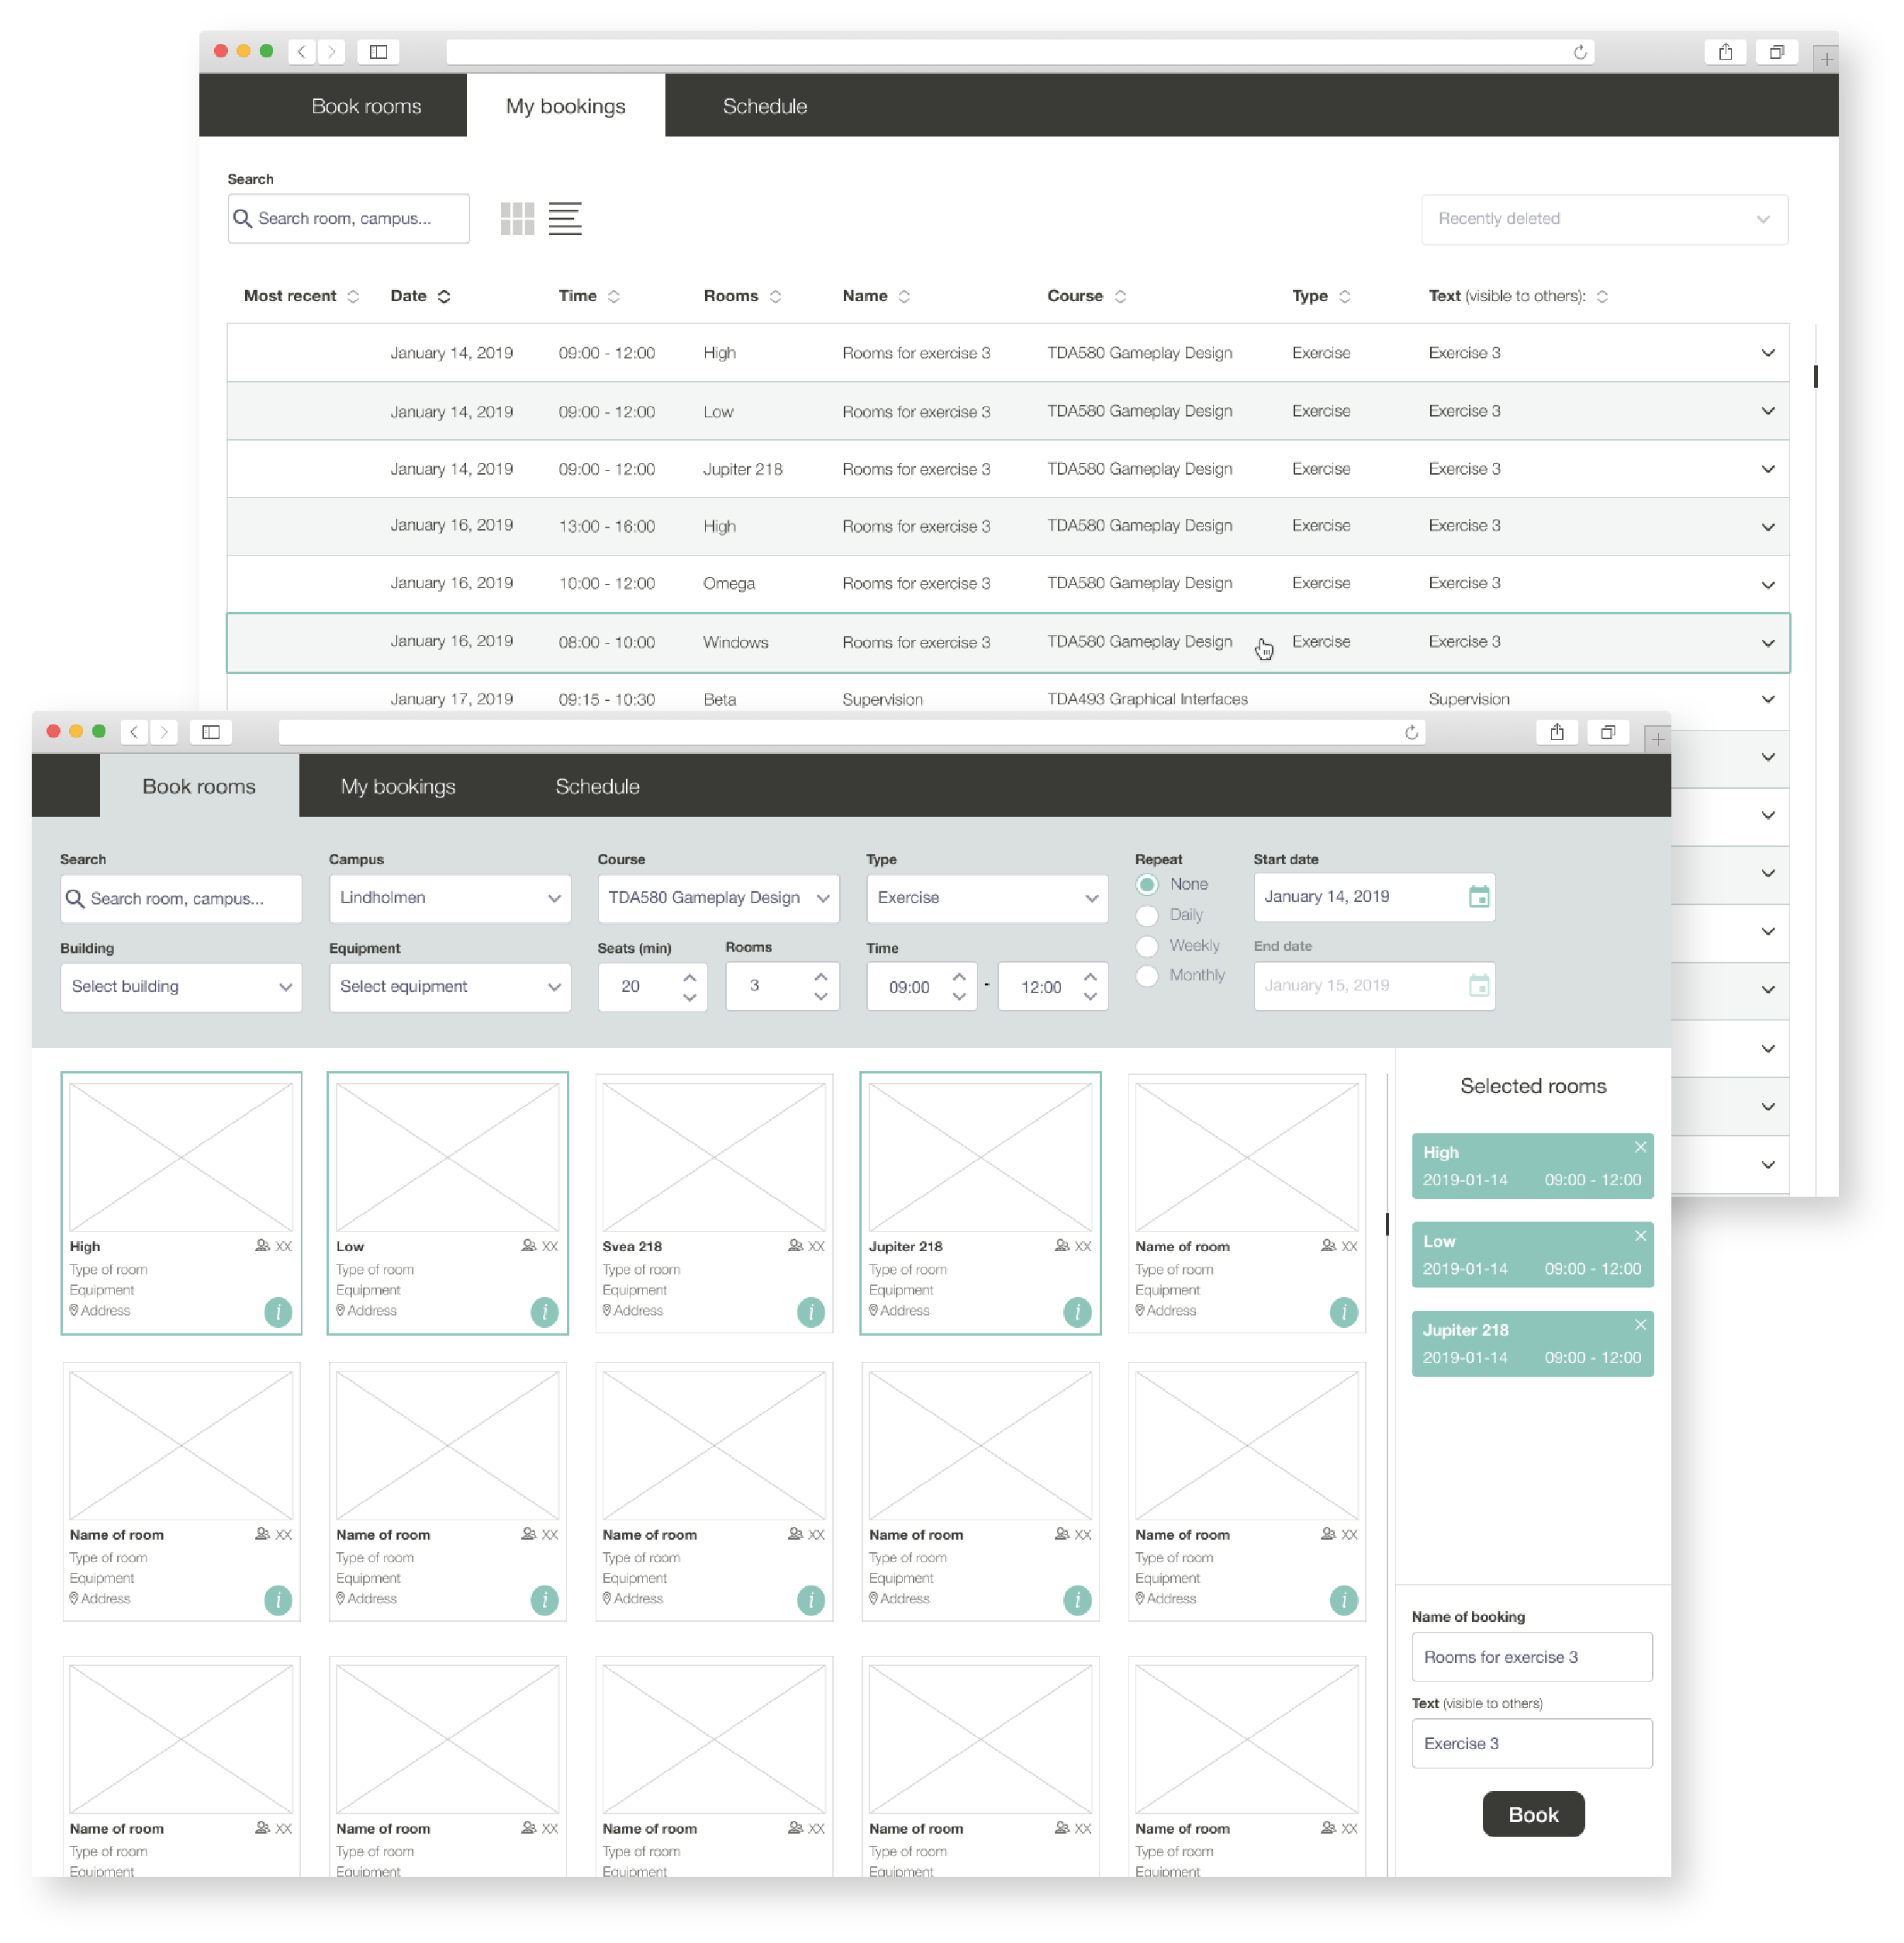 Book rooms My bookings Schedule
Search
Search room, campus...
Recently deleted
Most recent Date Time Rooms Name Course Type Text (visible to others):
January 14, 2019 09:00 - 12:00 High Rooms for exercise 3 TDA580 Gameplay Design Exercise Exercise 3
January 14, 2019 09:00 - 12:00 Low Rooms for exercise 3 TDA580 Gameplay Design Exercise Exercise 3
January 14, 2019 09:00 - 12:00 Jupiter 218 Rooms for exercise 3 TDA580 Gameplay Design Exercise Exercise 3
January 16, 2019 13:00 - 16:00 High Rooms for exercise 3 TDA580 Gameplay Design Exercise Exercise 3
January 16, 2019 10:00 - 12:00 Omega Rooms for exercise 3 TDA580 Gameplay Design Exercise Exercise 3
January 16, 2019 08:00 - 10:00 Windows Rooms for exercise 3 TDA580 Gameplay Design Exercise Exercise 3
January 17, 2019 09:15 - 10:30 Beta Supervision TDA493 Graphical Interfaces Supervision
Book rooms My bookings Schedule
Search Campus Course Type Repeat Start date
Search room, campus... Lindholmen TDA580 Gameplay Design Exercise None January 14, 2019
Daily
Building Equipment Seats (min) Rooms Time Weekly End date
Select building Select equipment 20 3 09:00 - 12:00 Monthly January 15, 2019
Selected rooms
High
2019-01-14 09:00 - 12:00
Low
2019-01-14 09:00 - 12:00
Jupiter 218
2019-01-14 09:00 - 12:00
High XX Low XX Svea 218 XX Jupiter 218 XX Name of room XX
Type of room Type of room Type of room Type of room Type of room
Equipment Equipment Equipment Equipment Equipment
Address i Address i Address i Address i Address i
Name of room XX Name of room XX Name of room XX Name of room XX Name of room XX
Type of room Type of room Type of room Type of room Type of room
Equipment Equipment Equipment Equipment Equipment
Address i Address i Address i Address i Address i
Name of room XX Name of room XX Name of room XX Name of room XX Name of room XX
Type of room Type of room Type of room Type of room Type of room
Equipment Equipment Equipment Equipment Equipment
Name of booking
Rooms for exercise 3
Text (visible to others)
Exercise 3
Book